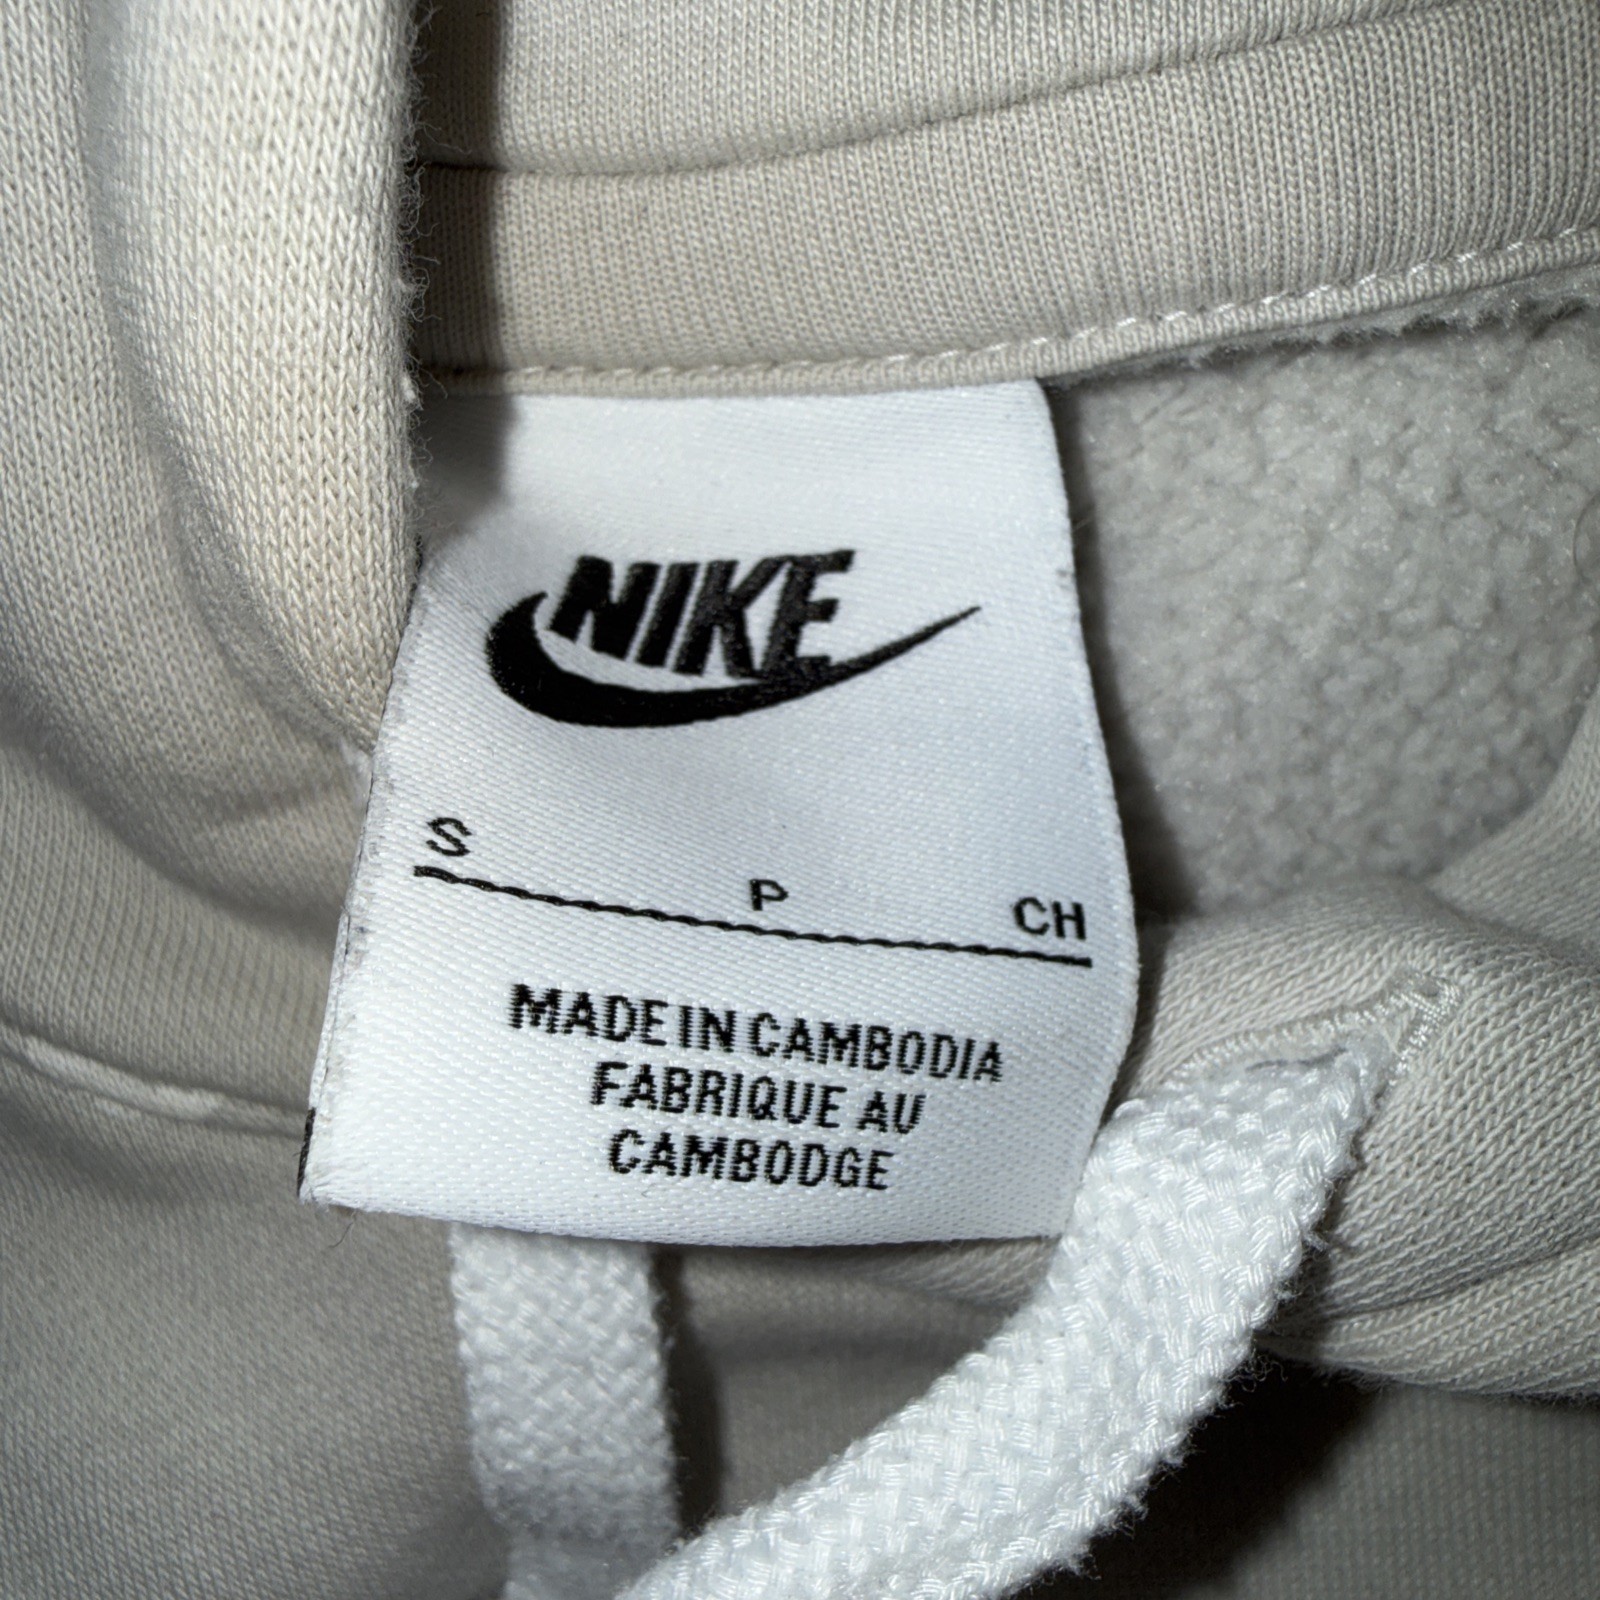 NIKE
S P CH
MADE IN CAMBODIA
FABRIQUE AU
CAMBODGE